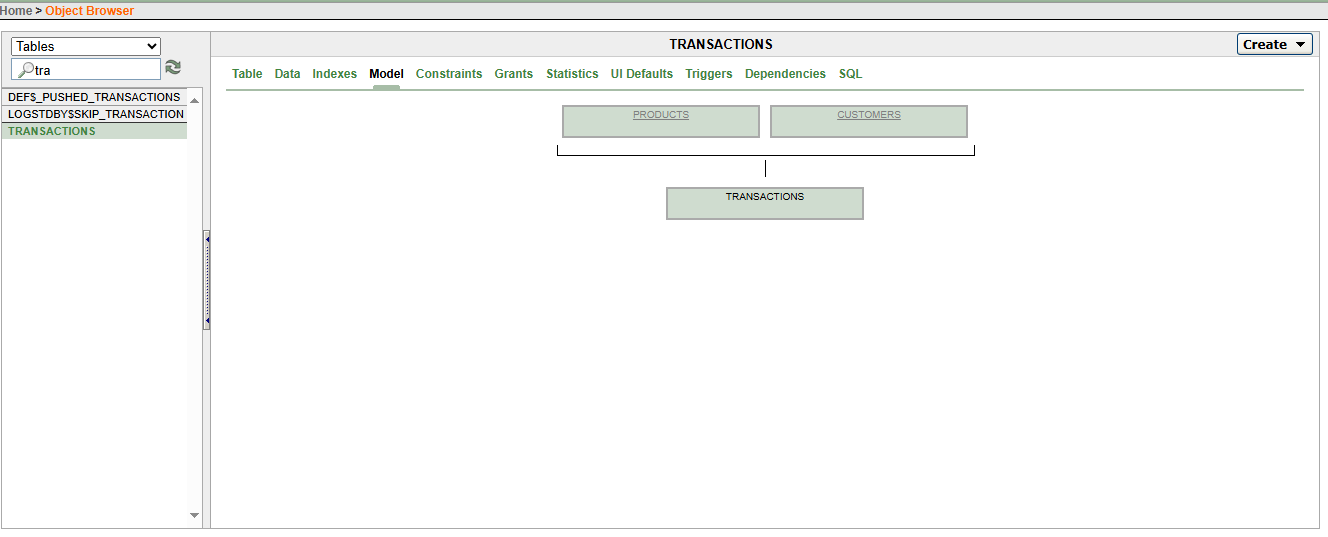 Home > Object Browser
Tables
tra
DEF$_PUSHED_TRANSACTIONS
LOGSTDBY$SKIP_TRANSACTION
TRANSACTIONS
TRANSACTIONS
Create
Table Data Indexes Model Constraints Grants Statistics UI Defaults Triggers Dependencies SQL
PRODUCTS CUSTOMERS
TRANSACTIONS